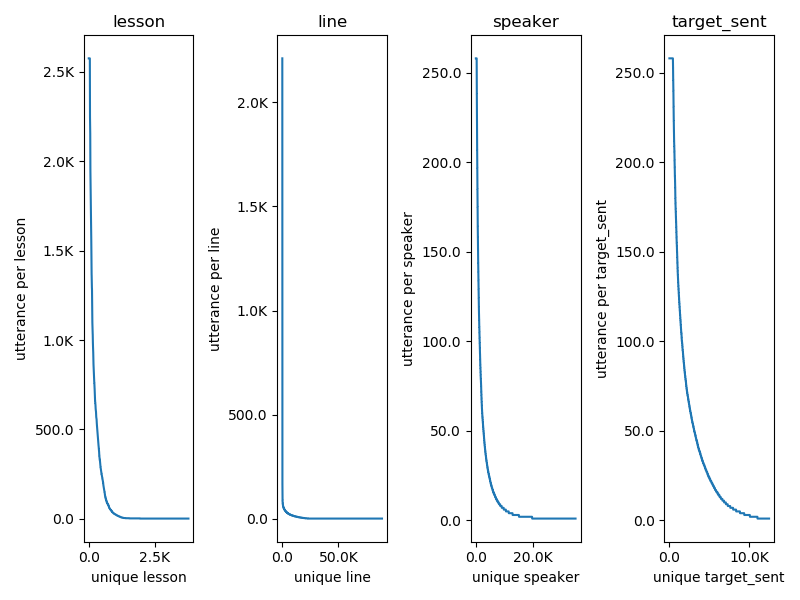 lesson
utterance per lesson
2.5K
2.0K
1.5K
1.0K
500.0
0.0
0.0 2.5K
unique lesson
line
utterance per line
2.0K
1.5K
1.0K
500.0
0.0
0.0 50.0K
unique line
speaker
utterance per speaker
250.0
200.0
150.0
100.0
50.0
0.0
0.0 20.0K
unique speaker
target_sent
utterance per target_sent
250.0
200.0
150.0
100.0
50.0
0.0
0.0 10.0K
unique target_sent